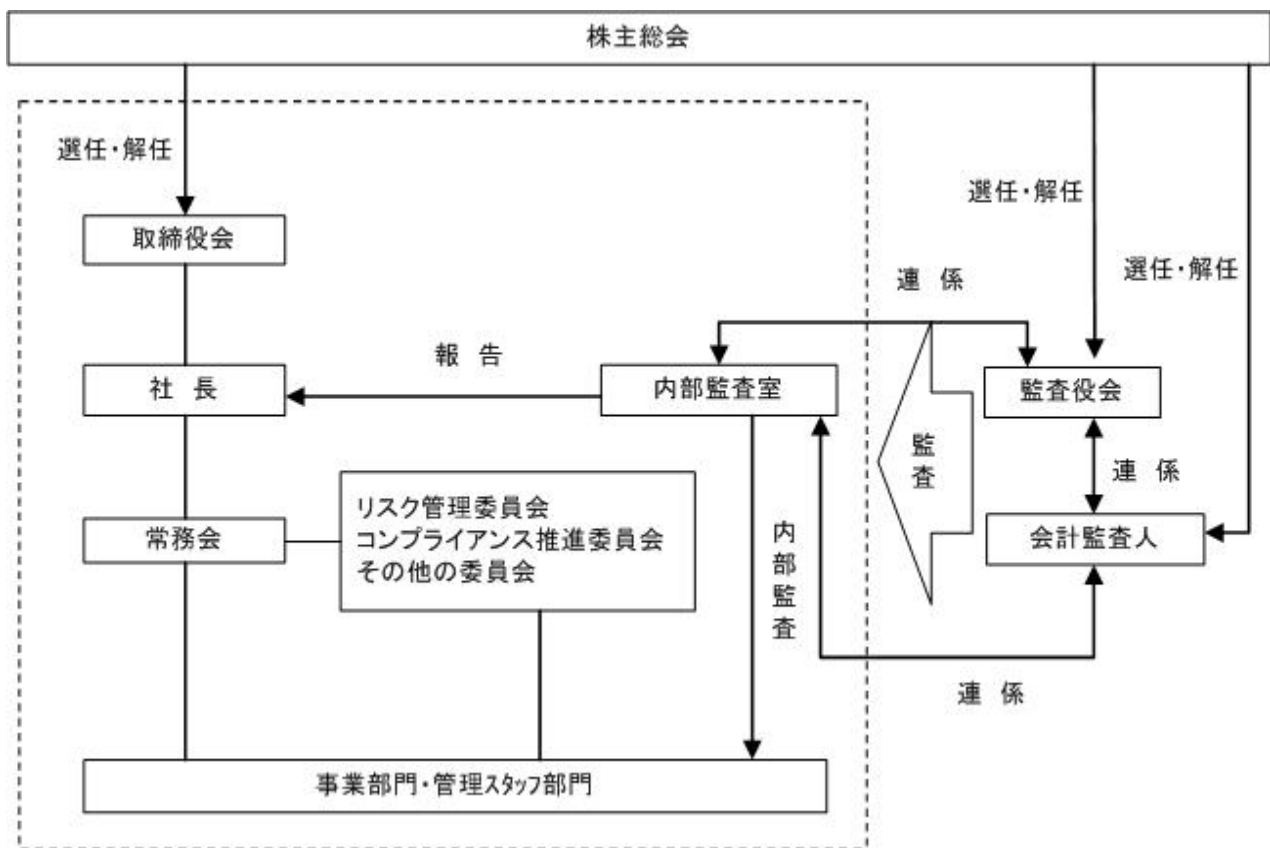 株主総会
選任・解任
選任・解任
選任・解任
取締役会
連 係
報 告
社 長
内部監査室
監査役会
監査
連 係
リスク管理委員会
コンプライアンス推進委員会
その他の委員会
常務会
会計監査人
内部監査
連 係
事業部門・管理スタッフ部門